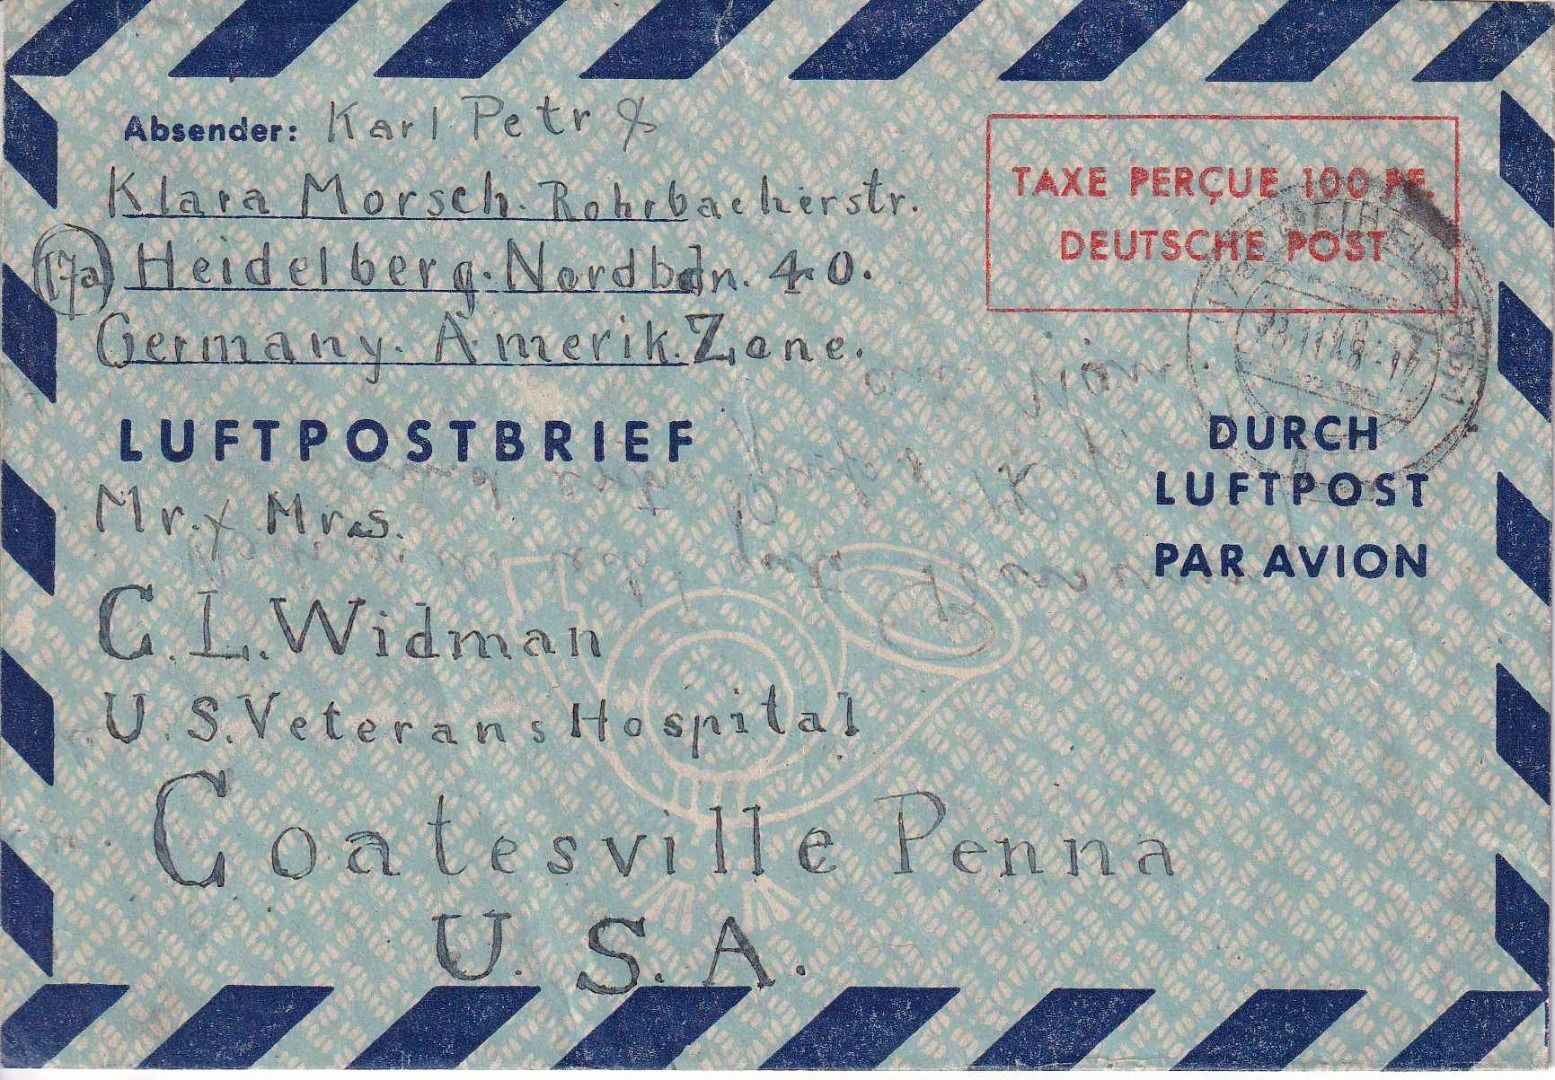 Absender: Karl Petr &
Klara Morsch. Rohrbacherstr.
(17a) Heidelberg. Nordbdn. 40.
Germany. Amerik. Zone.
TAXE PERÇUE 100 PF.
DEUTSCHE POST
LUFTPOSTBRIEF
DURCH
LUFTPOST
PAR AVION
Mr. & Mrs.
C. L. Widman
U. S. Veterans Hospital
Coatesville Penna
U. S. A.